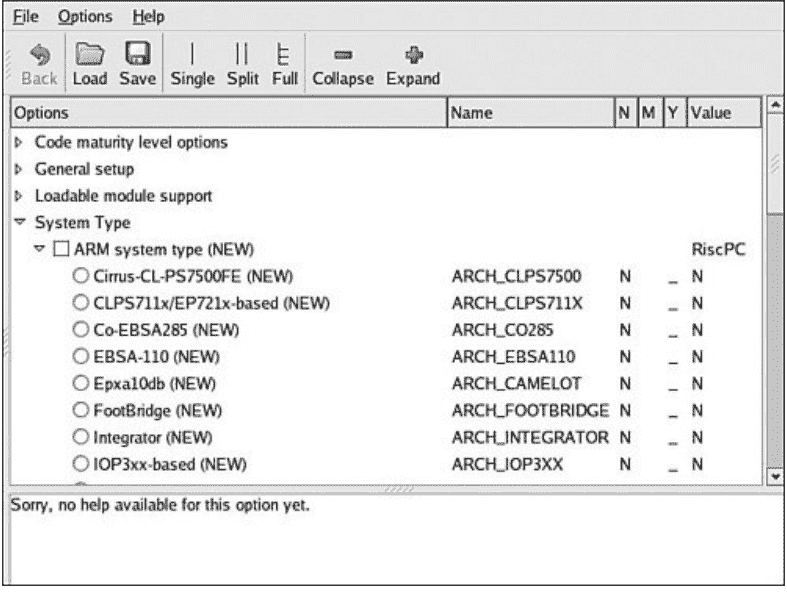 File Options Help
Back Load Save Single Split Full Collapse Expand
Options Name N M Y Value
Code maturity level options
General setup
Loadable module support
System Type
ARM system type (NEW) RiscPC
Cirrus-CL-PS7500FE (NEW) ARCH_CLPS7500 N _ N
CLPS711x/EP721x-based (NEW) ARCH_CLPS711X N _ N
Co-EBSA285 (NEW) ARCH_CO285 N _ N
EBSA-110 (NEW) ARCH_EBSA110 N _ N
Epxa10db (NEW) ARCH_CAMELOT N _ N
FootBridge (NEW) ARCH_FOOTBRIDGE N _ N
Integrator (NEW) ARCH_INTEGRATOR N _ N
IOP3xx-based (NEW) ARCH_IOP3XX N _ N
Sorry, no help available for this option yet.